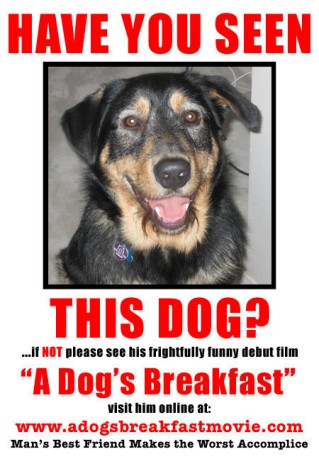 HAVE YOU SEEN
THIS DOG?
...if NOT please see his frightfully funny debut film
“A Dog’s Breakfast”
visit him online at:
www.adogsbreakfastmovie.com
Man’s Best Friend Makes the Worst Accomplice